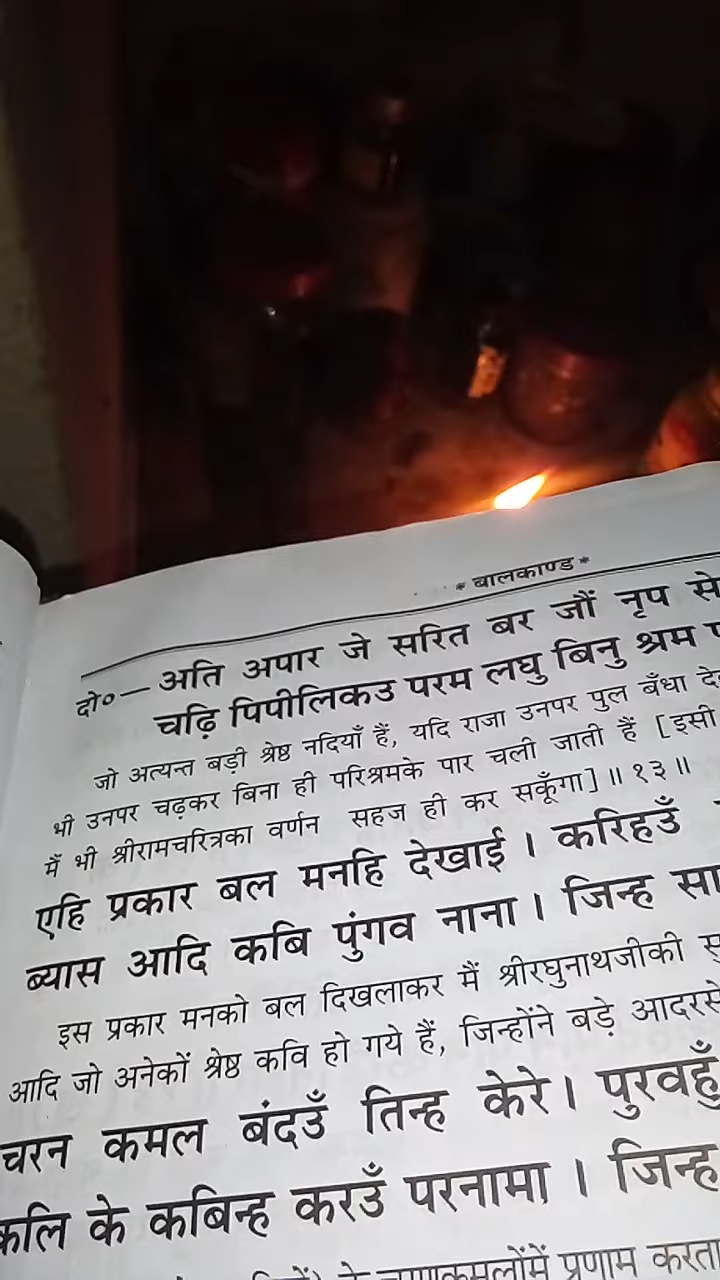 * बालकाण्ड *
दो०— अति अपार जे सरित बर जौं नृप से
चढ़ि पिपीलिकउ परम लघु बिनु श्रम
जो अत्यन्त बड़ी श्रेष्ठ नदियाँ हैं, यदि राजा उनपर पुल बँधा दे
भी उनपर चढ़कर बिना ही परिश्रमके पार चली जाती हैं [इसी
मैं भी श्रीरामचरित्रका वर्णन सहज ही कर सकूँगा]॥ १३॥
एहि प्रकार बल मनहि देखाई। करिहउँ
ब्यास आदि कबि पुंगव नाना। जिन्ह सा
इस प्रकार मनको बल दिखलाकर मैं श्रीरघुनाथजीकी सु
आदि जो अनेकों श्रेष्ठ कवि हो गये हैं, जिन्होंने बड़े आदरसे
चरन कमल बंदउँ तिन्ह केरे। पुरवहुँ
कलि के कबिन्ह करउँ परनामा। जिन्ह
प्रणाम करता